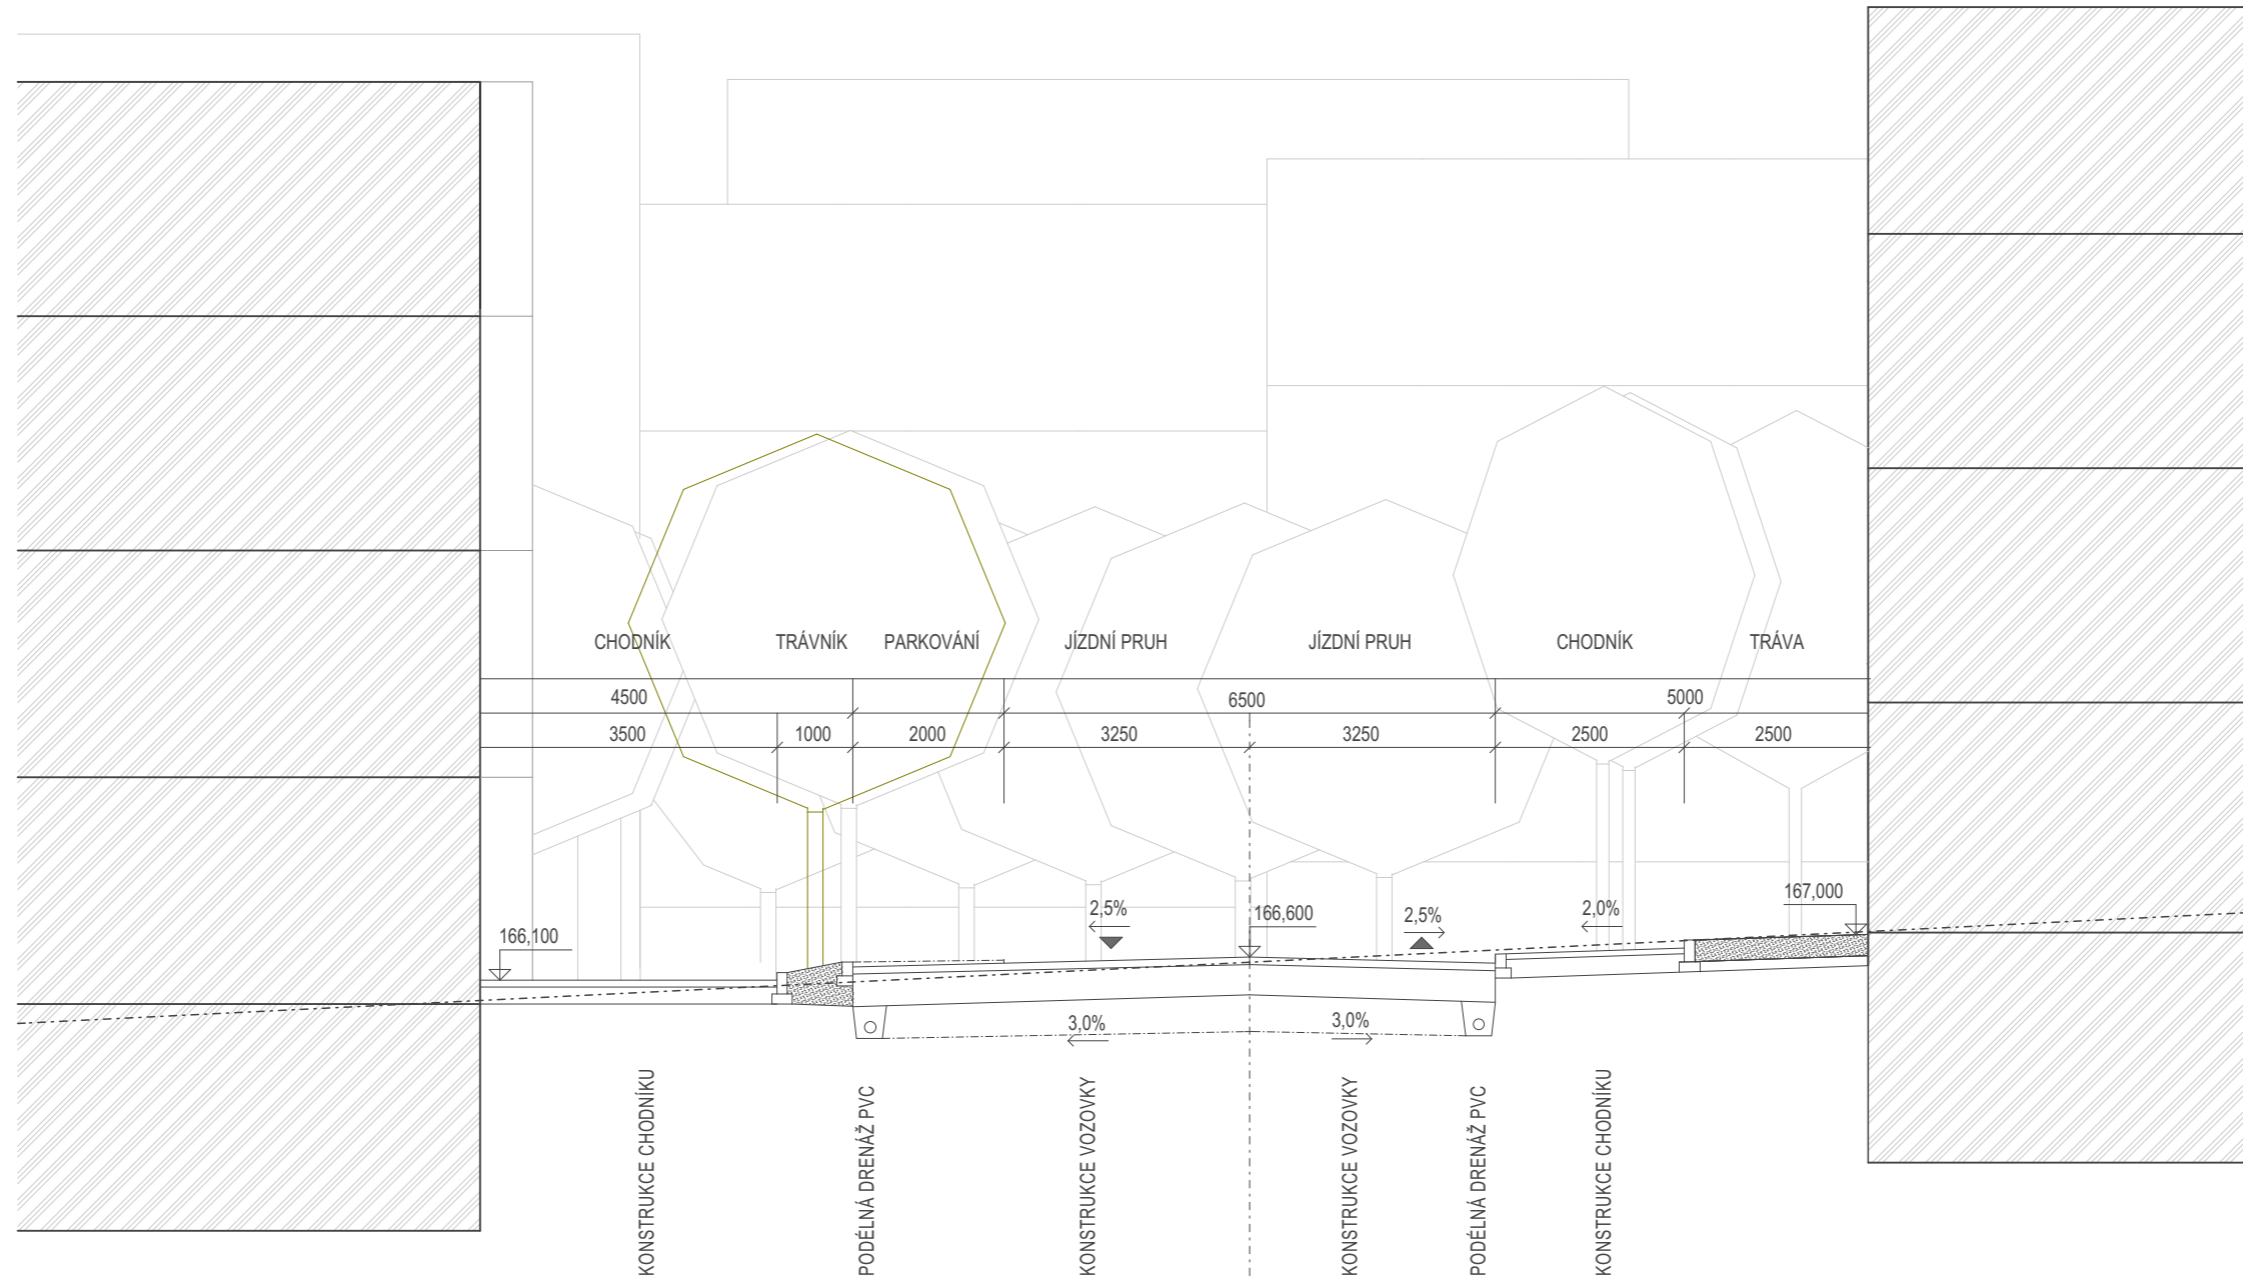 CHODNÍK
TRÁVNÍK
PARKOVÁNÍ
JÍZDNÍ PRUH
JÍZDNÍ PRUH
CHODNÍK
TRÁVA
4500
6500
5000
3500
1000
2000
3250
3250
2500
2500
166,100
2,5%
166,600
2,5%
2,0%
167,000
3,0%
3,0%
KONSTRUKCE CHODNÍKU
PODÉLNÁ DRENÁŽ PVC
KONSTRUKCE VOZOVKY
KONSTRUKCE VOZOVKY
PODÉLNÁ DRENÁŽ PVC
KONSTRUKCE CHODNÍKU